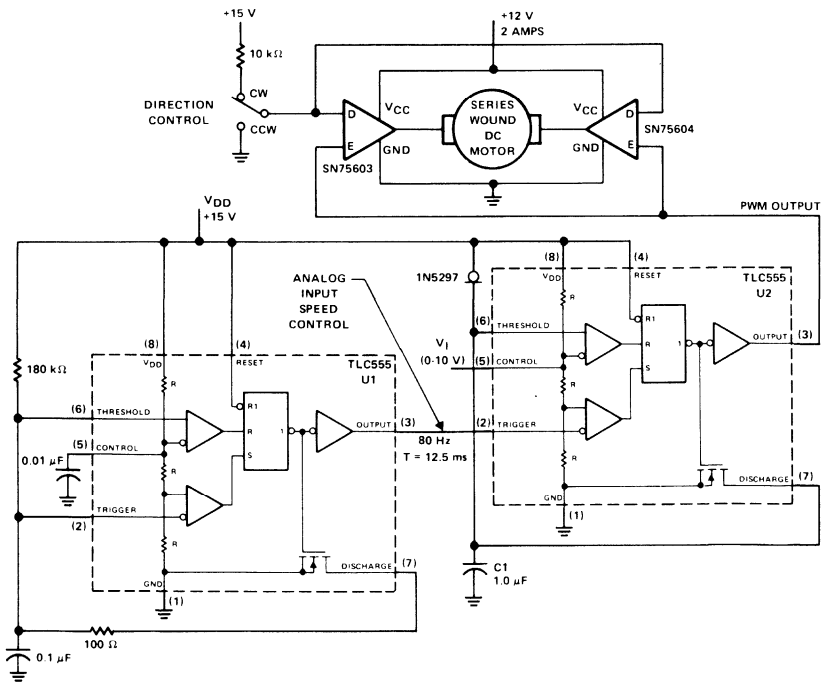 +15 V
+12 V
2 AMPS
10 kΩ
CW
DIRECTION
CONTROL
CCW
D
VCC
E
GND
SN75603
SERIES
WOUND
DC
MOTOR
VCC
D
GND
E
SN75604
PWM OUTPUT
VDD
+15 V
ANALOG
INPUT
SPEED
CONTROL
1N5297
(8)
(4)
VDD
RESET
TLC555
U2
R
R1
(6)
THRESHOLD
R
1
OUTPUT
(3)
VI
(0-10 V)
(5)
CONTROL
S
R
(2)
TRIGGER
R
DISCHARGE
(7)
GND
(1)
C1
1.0 μF
180 kΩ
(8)
(4)
VDD
RESET
TLC555
U1
R
R1
(6)
THRESHOLD
R
1
OUTPUT
(3)
80 Hz
T = 12.5 ms
(5)
CONTROL
S
0.01 μF
R
TRIGGER
(2)
R
DISCHARGE
(7)
GND
(1)
100 Ω
0.1 μF